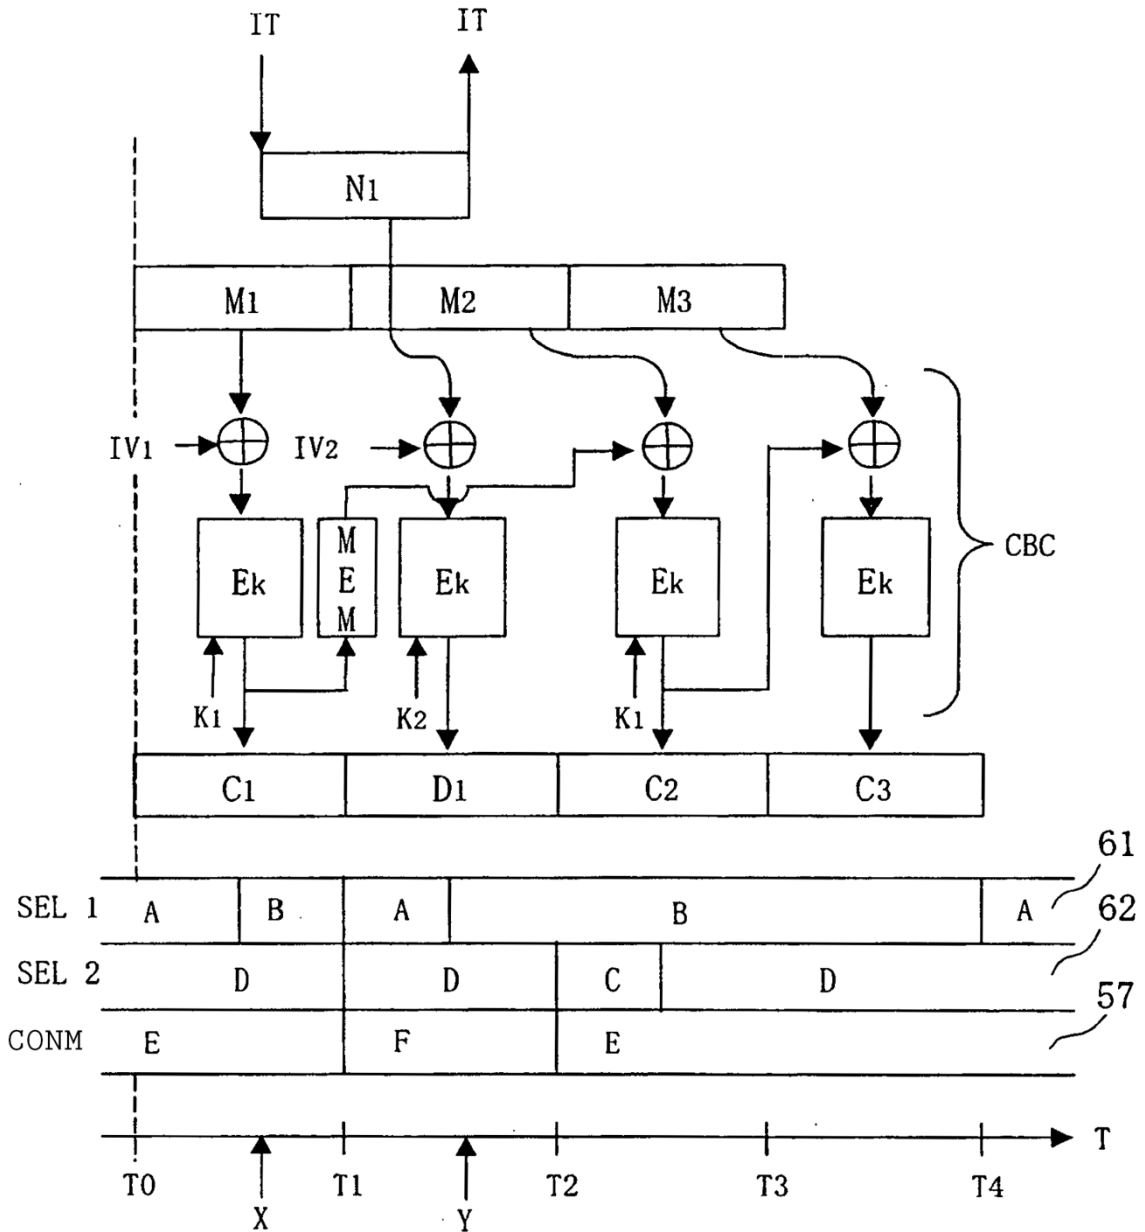 IT IT
N1
M1 M2 M3
IV1 IV2
Ek MEM Ek Ek Ek CBC
K1 K2 K1
C1 D1 C2 C3
61
SEL 1 A B A B A
62
SEL 2 D D C D
57
CONM E F E
T
T0 T1 T2 T3 T4
X Y